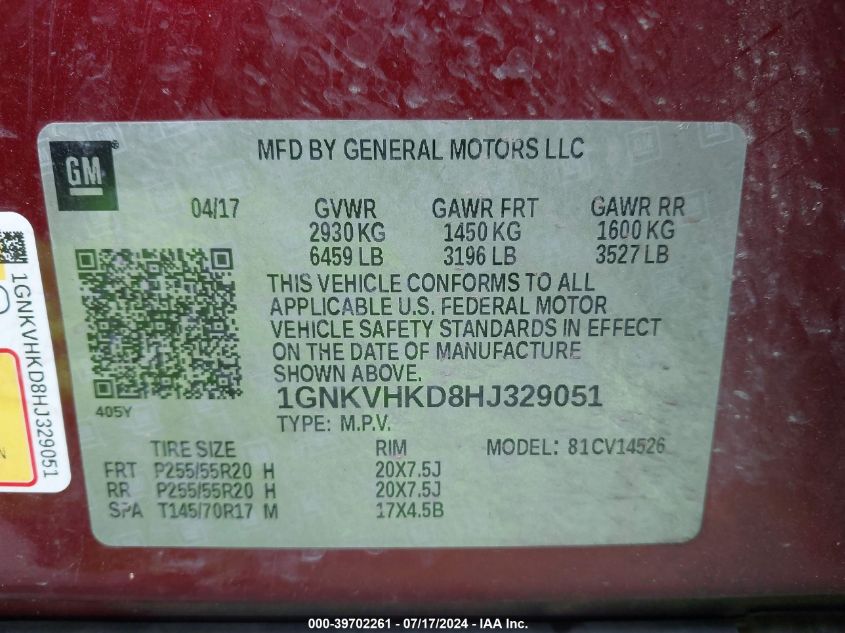 GM
MFD BY GENERAL MOTORS LLC
04/17 GVWR GAWR FRT GAWR RR
2930 KG 1450 KG 1600 KG
6459 LB 3196 LB 3527 LB
THIS VEHICLE CONFORMS TO ALL
APPLICABLE U.S. FEDERAL MOTOR
VEHICLE SAFETY STANDARDS IN EFFECT
ON THE DATE OF MANUFACTURE
SHOWN ABOVE.
405Y
1GNKVHKD8HJ329051
TYPE: M.P.V.
TIRE SIZE RIM MODEL: 81CV14526
FRT P255/55R20 H 20X7.5J
RR P255/55R20 H 20X7.5J
SPA T145/70R17 M 17X4.5B
1GNKVHKD8HJ329051
000-39702261 - 07/17/2024 - IAA Inc.